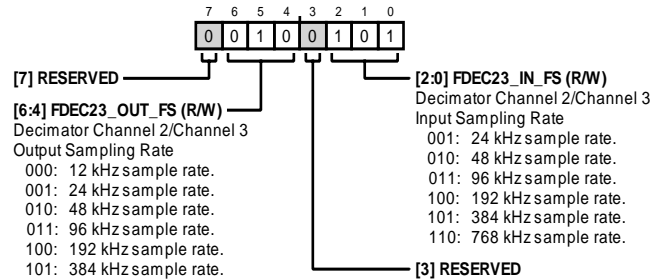 7 6 5 4 3 2 1 0
0 0 1 0 0 1 0 1
[7] RESERVED
[6:4] FDEC23_OUT_FS (R/W)
Decimator Channel 2/Channel 3
Output Sampling Rate
000: 12 kHz sample rate.
001: 24 kHz sample rate.
010: 48 kHz sample rate.
011: 96 kHz sample rate.
100: 192 kHz sample rate.
101: 384 kHz sample rate.
[2:0] FDEC23_IN_FS (R/W)
Decimator Channel 2/Channel 3
Input Sampling Rate
001: 24 kHz sample rate.
010: 48 kHz sample rate.
011: 96 kHz sample rate.
100: 192 kHz sample rate.
101: 384 kHz sample rate.
110: 768 kHz sample rate.
[3] RESERVED